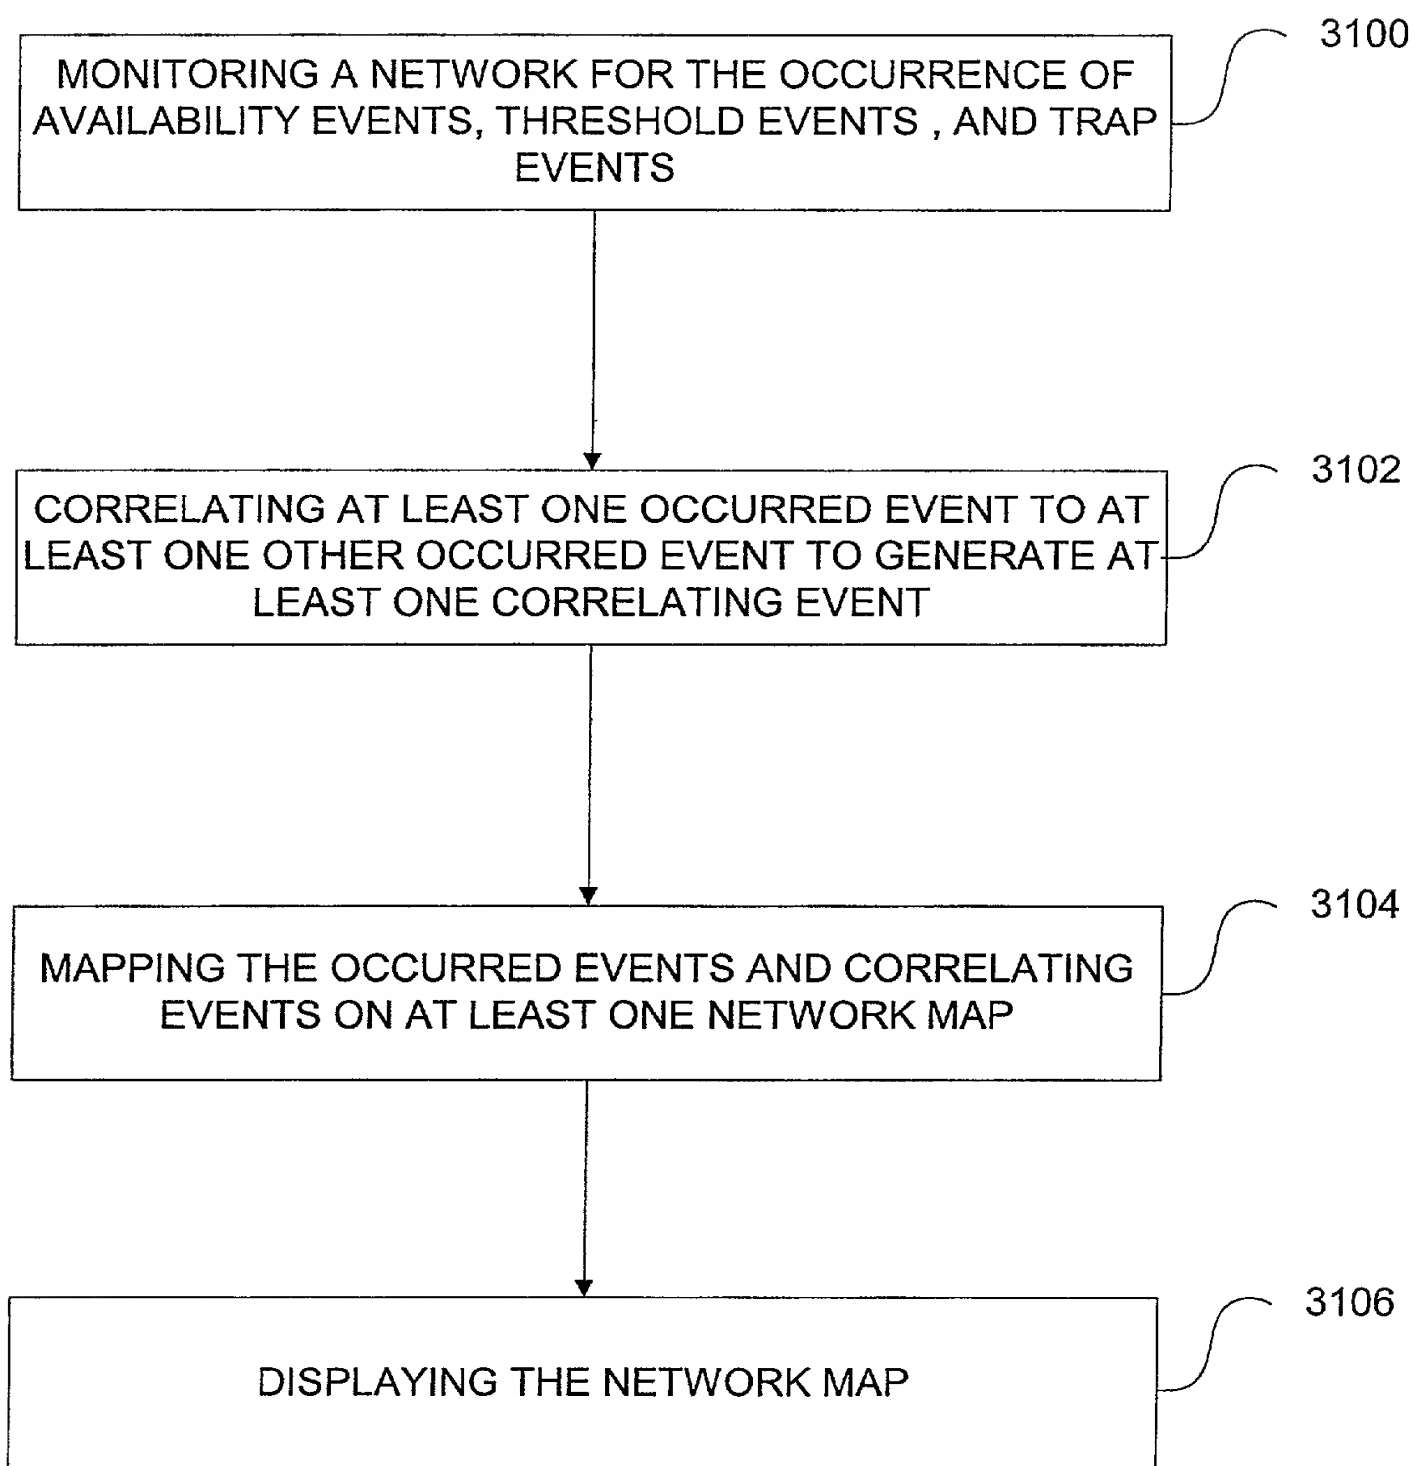 3100
MONITORING A NETWORK FOR THE OCCURRENCE OF
AVAILABILITY EVENTS, THRESHOLD EVENTS , AND TRAP
EVENTS
3102
CORRELATING AT LEAST ONE OCCURRED EVENT TO AT
LEAST ONE OTHER OCCURRED EVENT TO GENERATE AT
LEAST ONE CORRELATING EVENT
3104
MAPPING THE OCCURRED EVENTS AND CORRELATING
EVENTS ON AT LEAST ONE NETWORK MAP
3106
DISPLAYING THE NETWORK MAP